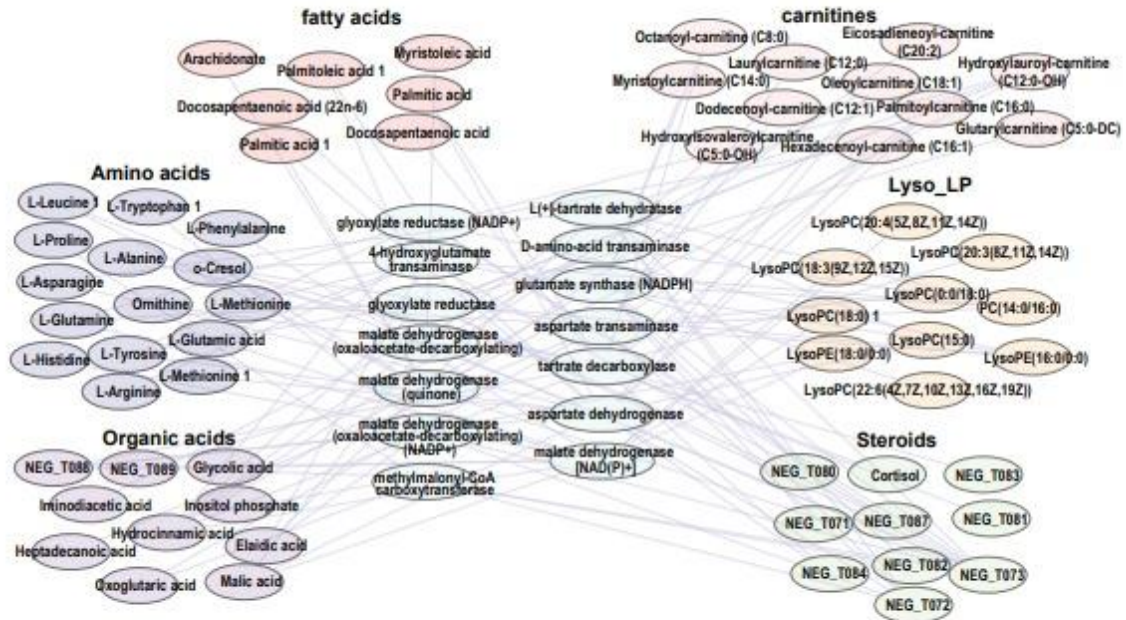 fatty acids
Arachidonate
Palmitoleic acid 1
Myristoleic acid
Palmitic acid
Docosapentaenoic acid (22n-6)
Docosapentaenoic acid
Palmitic acid 1
carnitines
Octanoyl-carnitine (C8:0)
Eicosadieneoyl-carnitine
(C20:2)
Laurylcarnitine (C12:0)
Hydroxylauroyl-carnitine
(C12:0-OH)
Myristoylcarnitine (C14:0)
Oleoylcarnitine (C18:1)
Dodecenoyl-carnitine (C12:1)
Palmitoylcarnitine (C16:0)
Glutarylcarnitine (C5:0-DC)
Hydroxyisovaleroylcarnitine
(C5:0-OH)
Hexadecenoyl-carnitine (C16:1)
Amino acids
L-Leucine 1
L-Tryptophan 1
L-Phenylalanine
L-Proline
L-Alanine
o-Cresol
L-Asparagine
Ornithine
L-Methionine
L-Glutamine
L-Glutamic acid
L-Histidine
L-Tyrosine
L-Methionine 1
L-Arginine
glyoxylate reductase (NADP+)
4-hydroxyglutamate
transaminase
glyoxylate reductase
malate dehydrogenase
(oxaloacetate-decarboxylating)
malate dehydrogenase
(quinone)
malate dehydrogenase
(oxaloacetate-decarboxylating)
(NADP+)
methylmalonyl-CoA
carboxytransferase
L(+)-tartrate dehydratase
D-amino-acid transaminase
glutamate synthase (NADPH)
aspartate transaminase
tartrate decarboxylase
aspartate dehydrogenase
malate dehydrogenase
[NAD(P)+]
Lyso_LP
LysoPC(20:4(5Z,8Z,11Z,14Z))
LysoPC(20:3(8Z,11Z,14Z))
LysoPC(18:3(9Z,12Z,15Z))
LysoPC(0:0/18:0)
PC(14:0/16:0)
LysoPC(18:0) 1
LysoPC(15:0)
LysoPE(18:0/0:0)
LysoPE(16:0/0:0)
LysoPC(22:6(4Z,7Z,10Z,13Z,16Z,19Z))
Organic acids
NEG_T088
NEG_T089
Glycolic acid
Iminodiacetic acid
Inositol phosphate
Hydrocinnamic acid
Heptadecanoic acid
Elaidic acid
Oxoglutaric acid
Malic acid
Steroids
NEG_T080
Cortisol
NEG_T083
NEG_T071
NEG_T087
NEG_T081
NEG_T084
NEG_T082
NEG_T073
NEG_T072